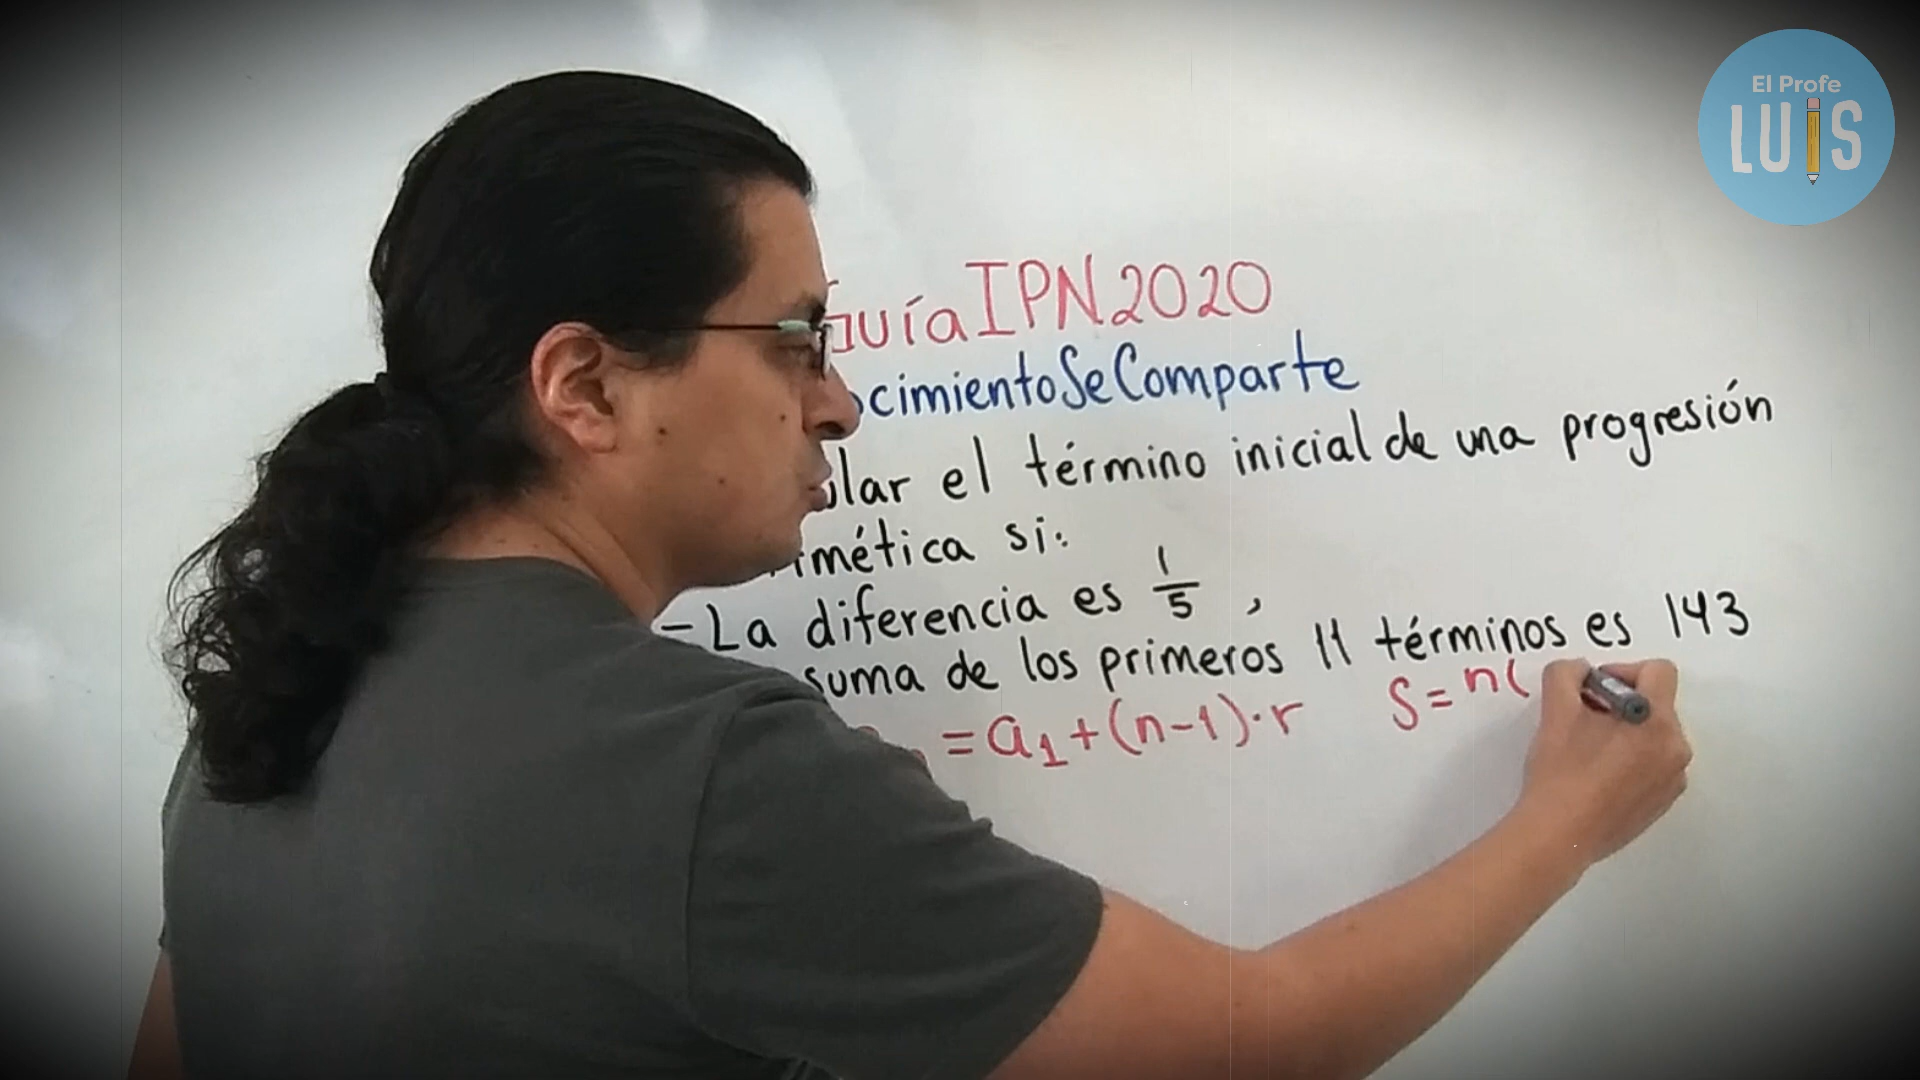 El Profe
LUIS
GuíaIPN2020
ocimientoSeComparte
ular el término inicial de una progresión
mética si:
- La diferencia es 1/5 ,
suma de los primeros 11 términos es 143
= a₁+(n-1)·r S= n(